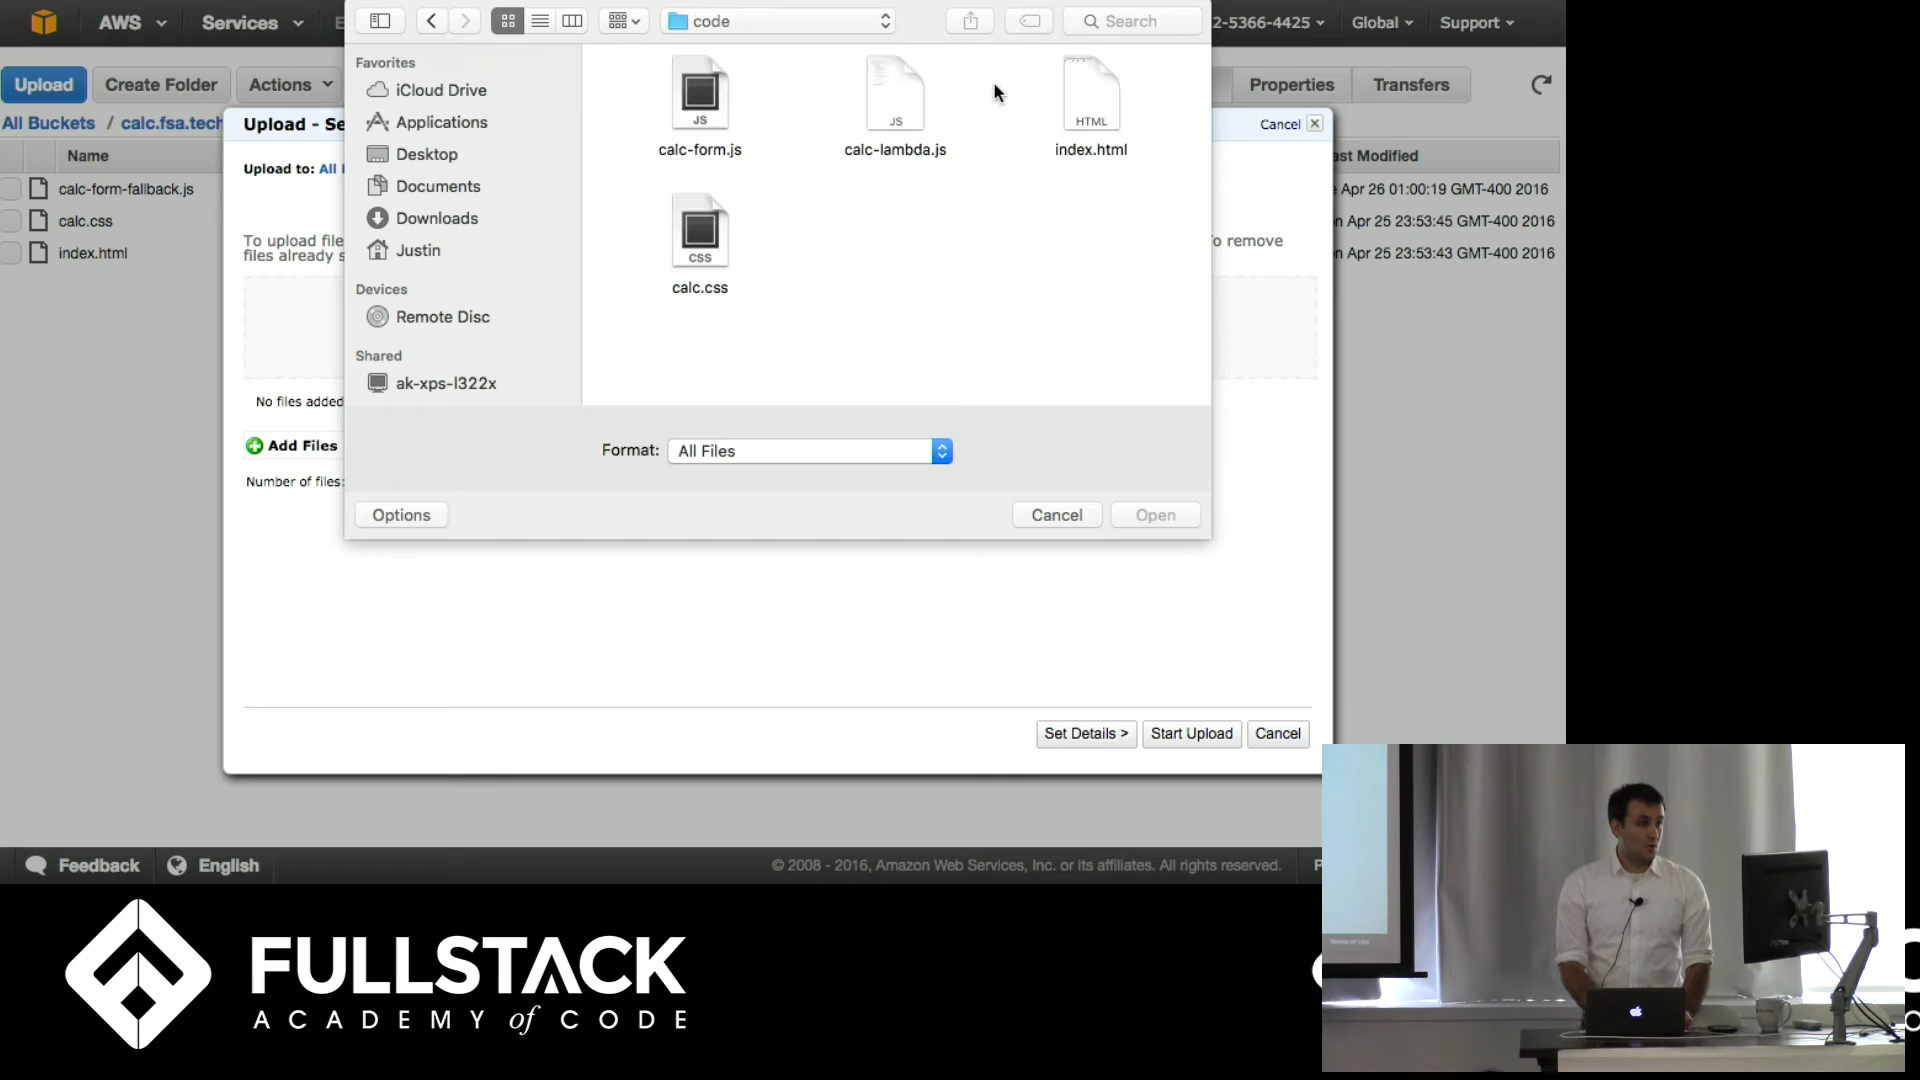 AWS
Services
E
code
Search
2-5366-4425
Global
Support
Upload
Create Folder
Actions
Properties
Transfers
All Buckets / calc.fsa.tech
Upload - Se
Cancel
Name
ast Modified
Upload to: All
calc-form-fallback.js
e Apr 26 01:00:19 GMT-400 2016
calc.css
n Apr 25 23:53:45 GMT-400 2016
index.html
n Apr 25 23:53:43 GMT-400 2016
To upload file
files already s
o remove
No files added
Add Files
Number of files:
Favorites
iCloud Drive
Applications
Desktop
Documents
Downloads
Justin
Devices
Remote Disc
Shared
ak-xps-l322x
JS
calc-form.js
JS
calc-lambda.js
HTML
index.html
CSS
calc.css
Format:
All Files
Options
Cancel
Open
Set Details >
Start Upload
Cancel
Feedback
English
© 2008 - 2016, Amazon Web Services, Inc. or its affiliates. All rights reserved.
P
FULLSTACK
ACADEMY of CODE